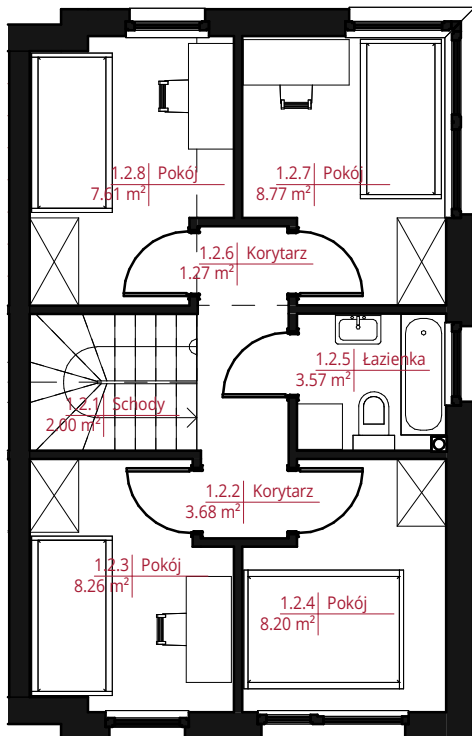 1.2.8 Pokój
7.61 m²
1.2.7 Pokój
8.77 m²
1.2.6 Korytarz
1.27 m²
1.2.5 Łazienka
3.57 m²
1.2.1 Schody
2.00 m²
1.2.2 Korytarz
3.68 m²
1.2.3 Pokój
8.26 m²
1.2.4 Pokój
8.20 m²